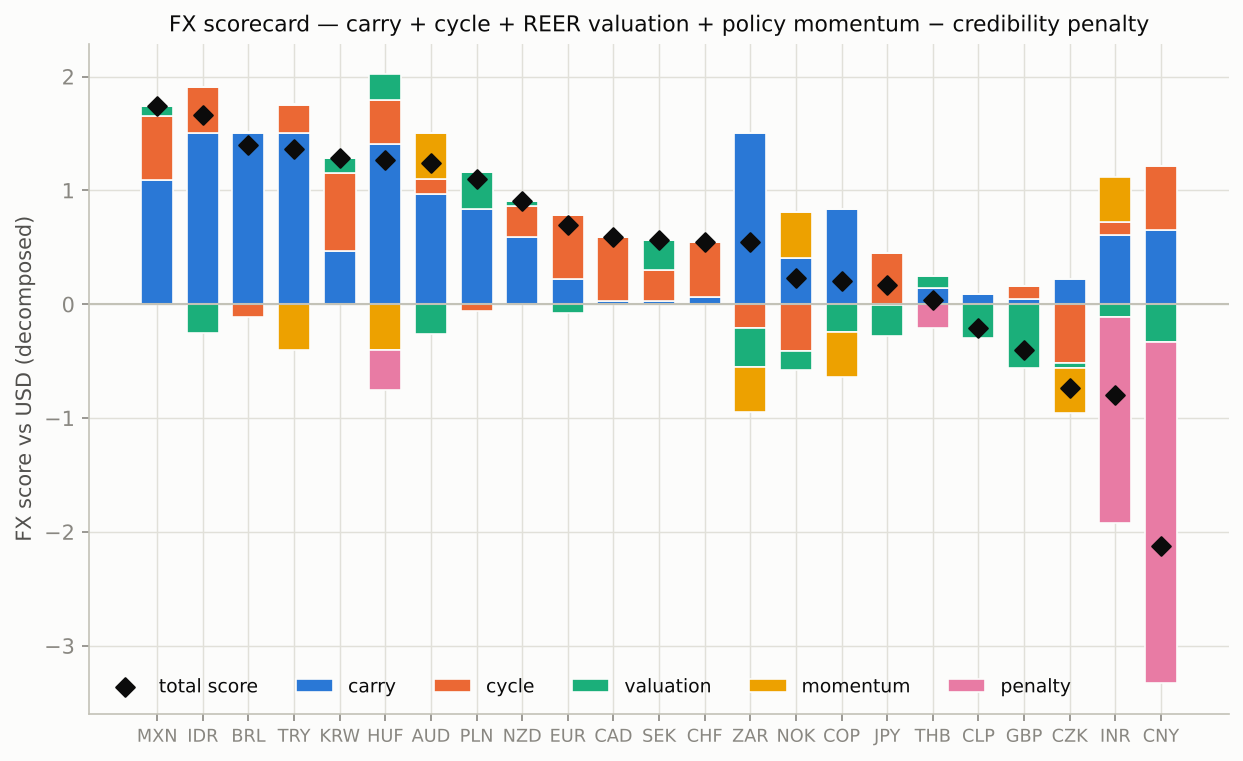 FX scorecard — carry + cycle + REER valuation + policy momentum − credibility penalty
FX score vs USD (decomposed)
2
1
0
−1
−2
−3
total score carry cycle valuation momentum penalty
MXN IDR BRL TRY KRW HUF AUD PLN NZD EUR CAD SEK CHF ZAR NOK COP JPY THB CLP GBP CZK INR CNY